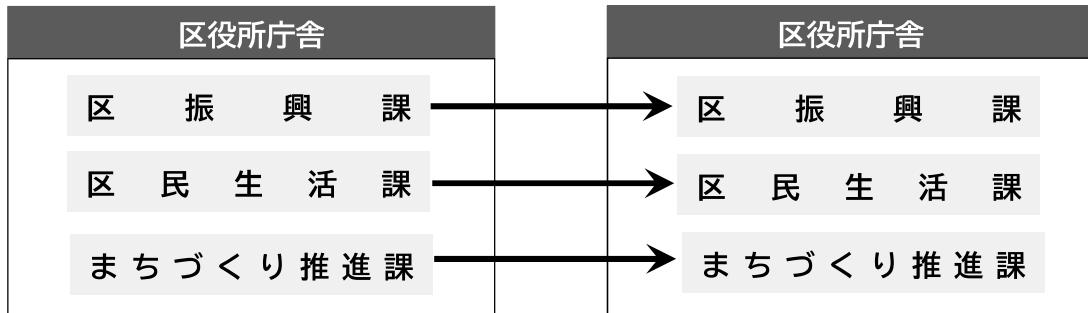 区役所庁舎
区振興課
区民生活課
まちづくり推進課
区役所庁舎
区振興課
区民生活課
まちづくり推進課